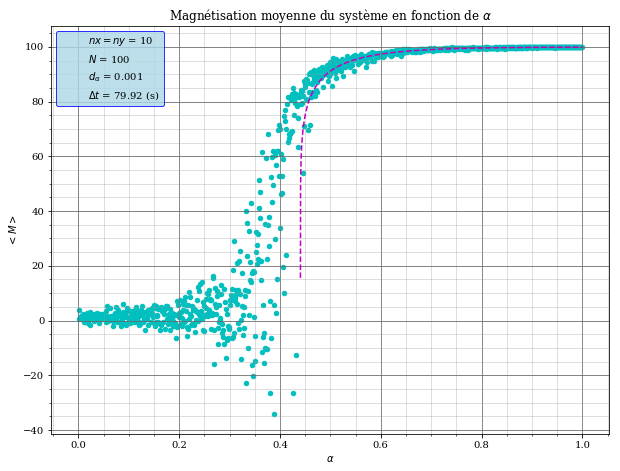 Magnétisation moyenne du système en fonction de α
nx = ny = 10
N = 100
dα = 0.001
Δt = 79.92 (s)
100
80
60
40
20
0
−20
−40
< M >
0.0 0.2 0.4 0.6 0.8 1.0
α